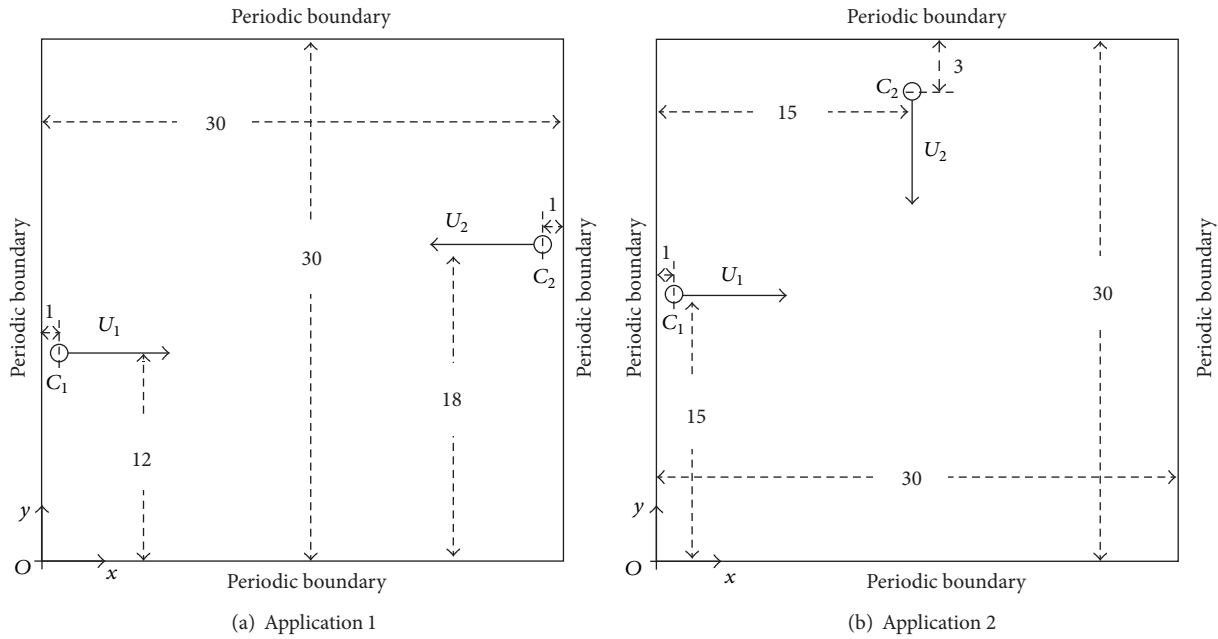 Periodic boundary
30
30
1
U₂
C₂
Periodic boundary
Periodic boundary
1
U₁
C₁
18
12
y
O
x
Periodic boundary
(a) Application 1
Periodic boundary
3
C₂
15
U₂
Periodic boundary
Periodic boundary
1
U₁
C₁
30
15
30
y
O
x
Periodic boundary
(b) Application 2